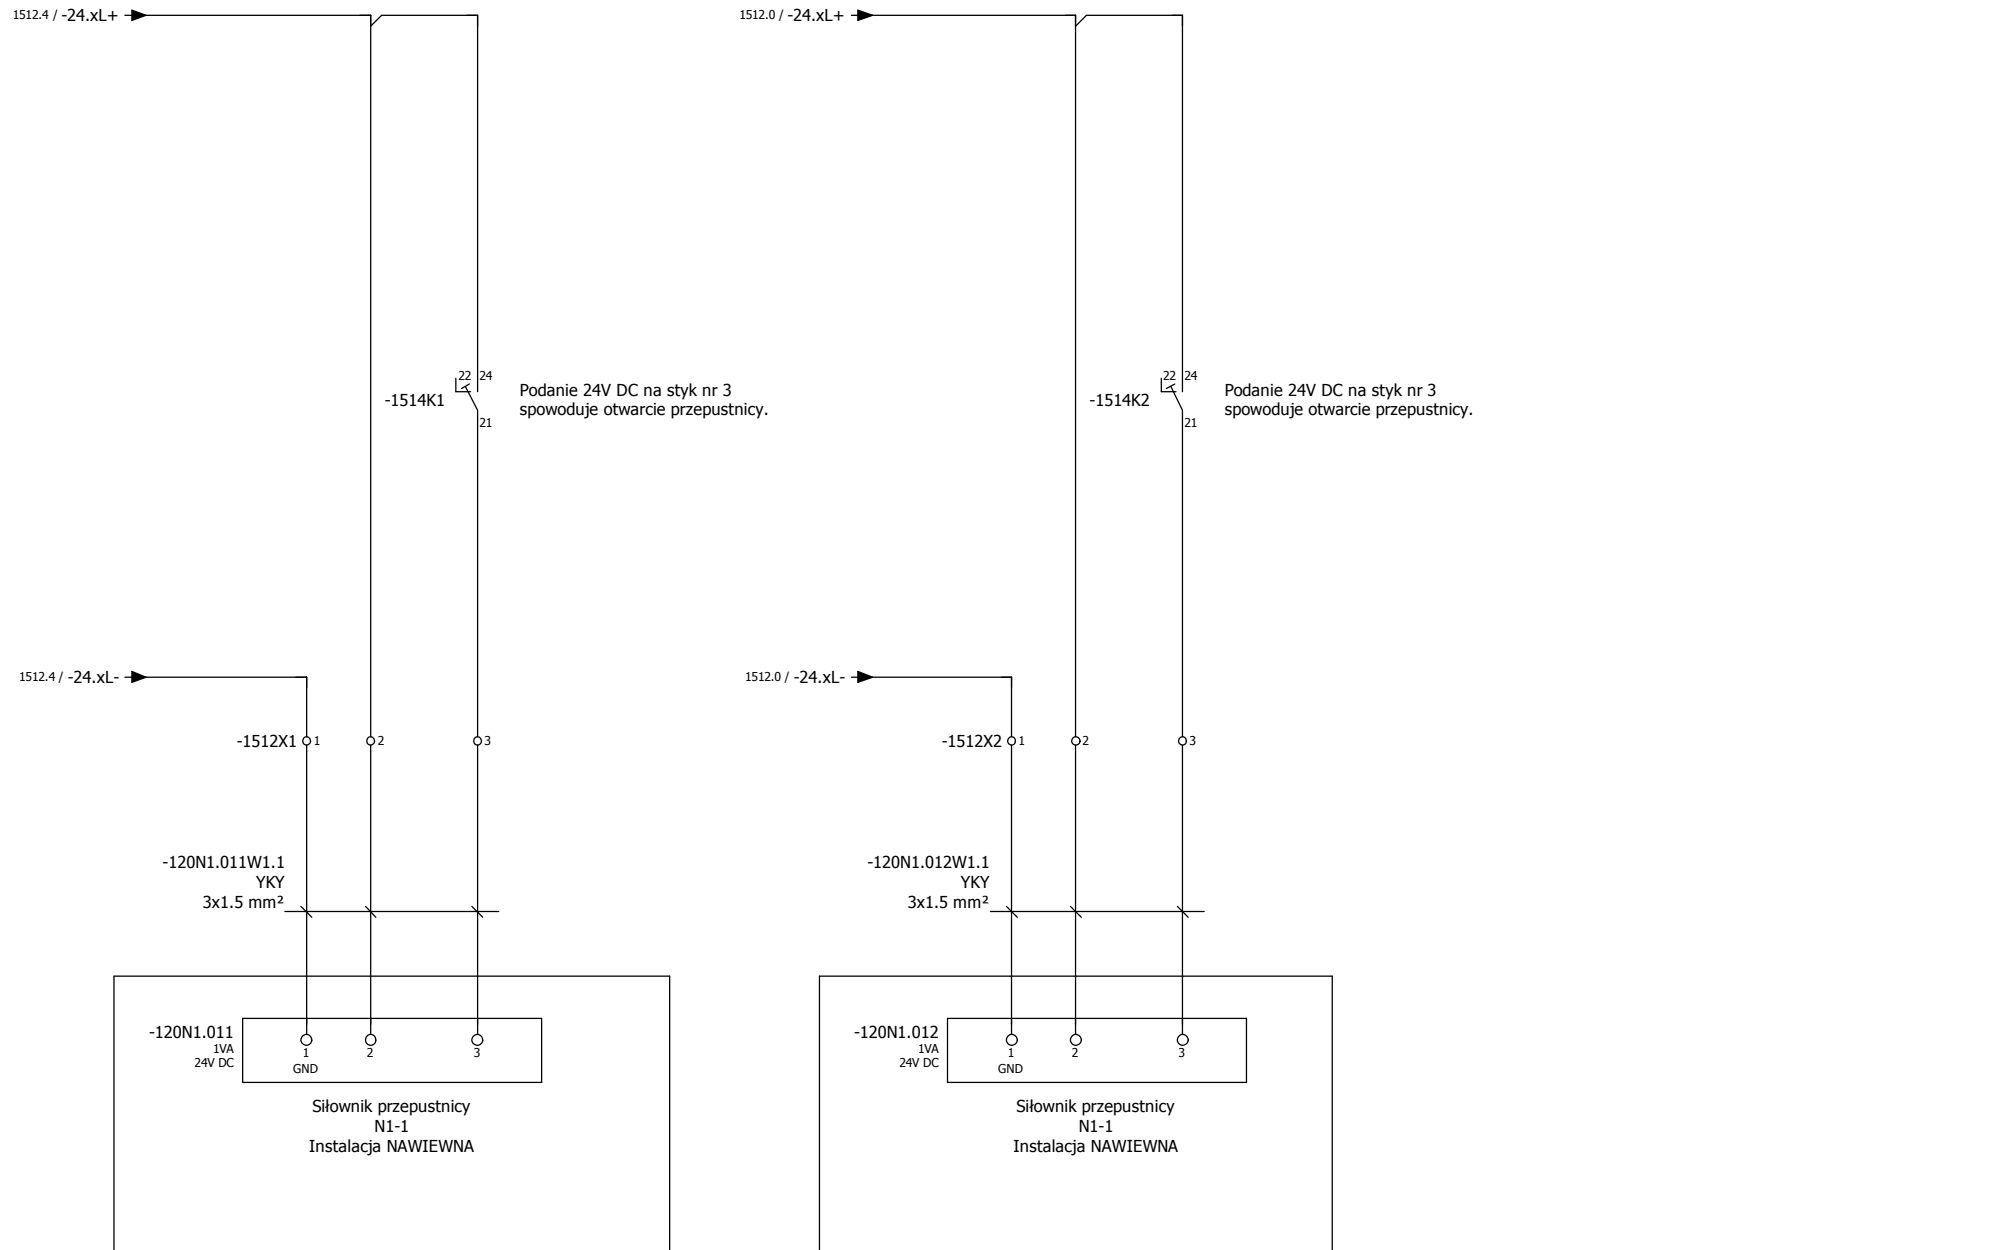 1512.4 / -24.xL+
1512.0 / -24.xL+
22 24
-1514K1
21
Podanie 24V DC na styk nr 3
spowoduje otwarcie przepustnicy.
22 24
-1514K2
21
Podanie 24V DC na styk nr 3
spowoduje otwarcie przepustnicy.
1512.4 / -24.xL-
1512.0 / -24.xL-
-1512X1 1 2 3
-1512X2 1 2 3
-120N1.011W1.1
YKY
3x1.5 mm²
-120N1.012W1.1
YKY
3x1.5 mm²
-120N1.011
1VA
24V DC
1 2 3
GND
Siłownik przepustnicy
N1-1
Instalacja NAWIEWNA
-120N1.012
1VA
24V DC
1 2 3
GND
Siłownik przepustnicy
N1-1
Instalacja NAWIEWNA